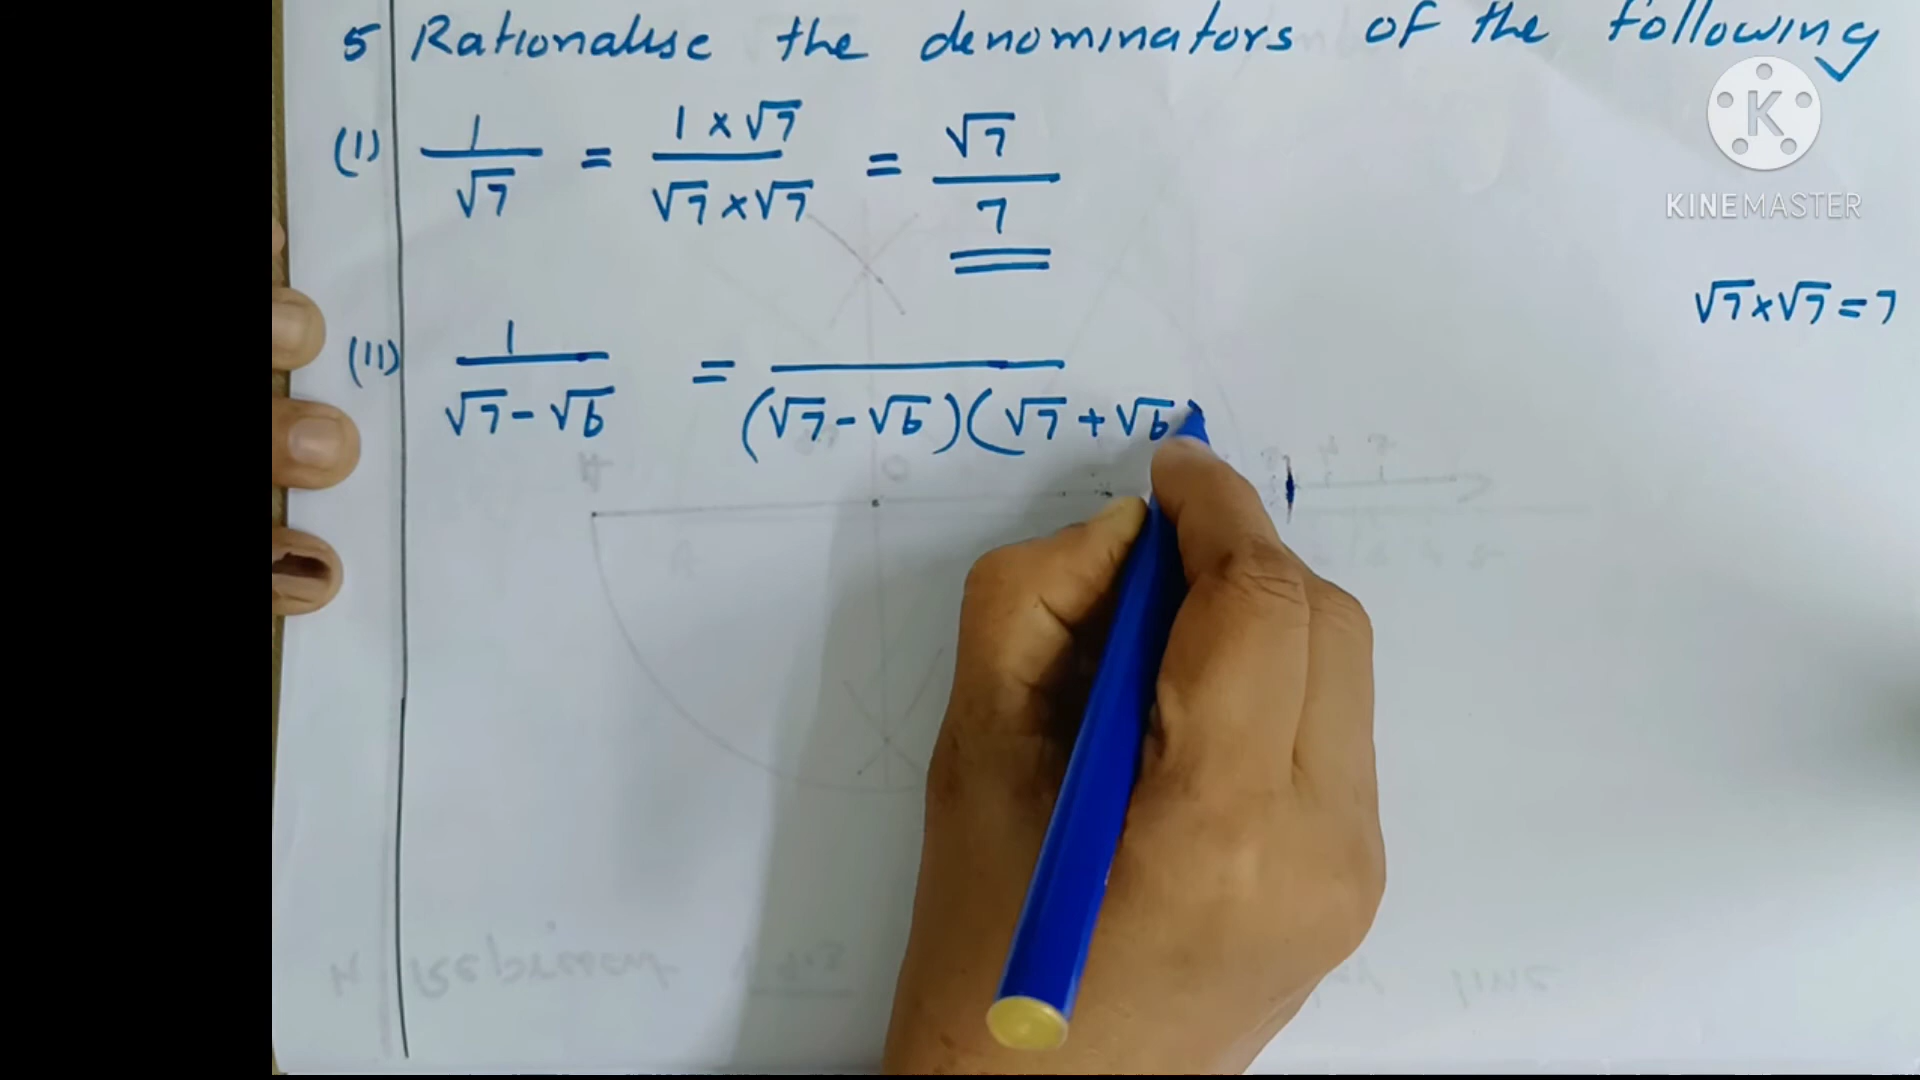 5 Rationalise the denominators of the following
K
KINEMASTER
(I) 1/√7 = 1 × √7/√7 × √7 = √7/7
√7 × √7 = 7
(II) 1/√7 - √6 = /(√7 - √6)(√7 + √6)